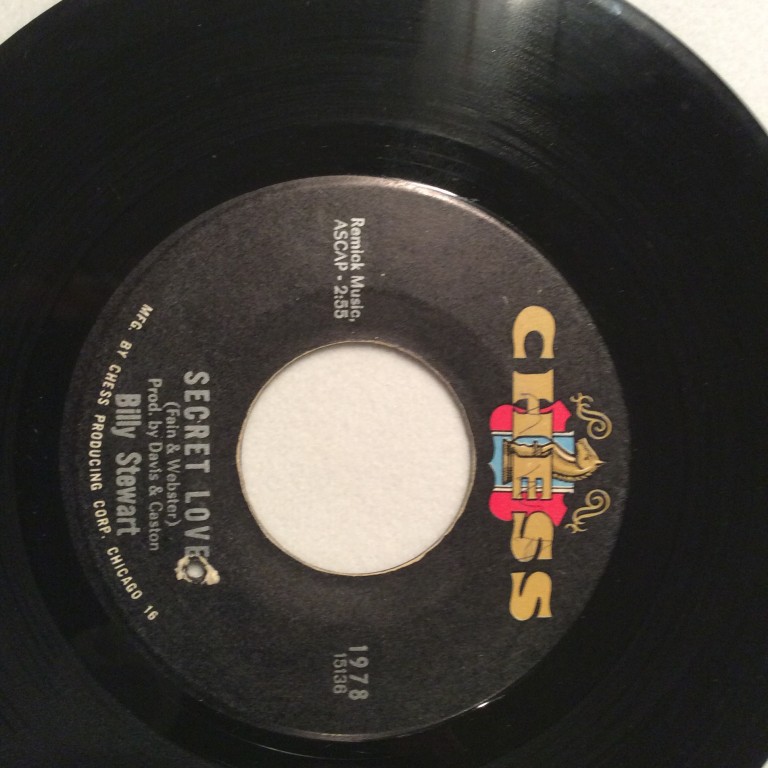 CHESS
Remick Music,
ASCAP • 2:55
1978
15136
SECRET LOVE
(Fain & Webster)
Prod. by Davis & Caston
Billy Stewart
MFG. BY CHESS PRODUCING CORP. CHICAGO 16